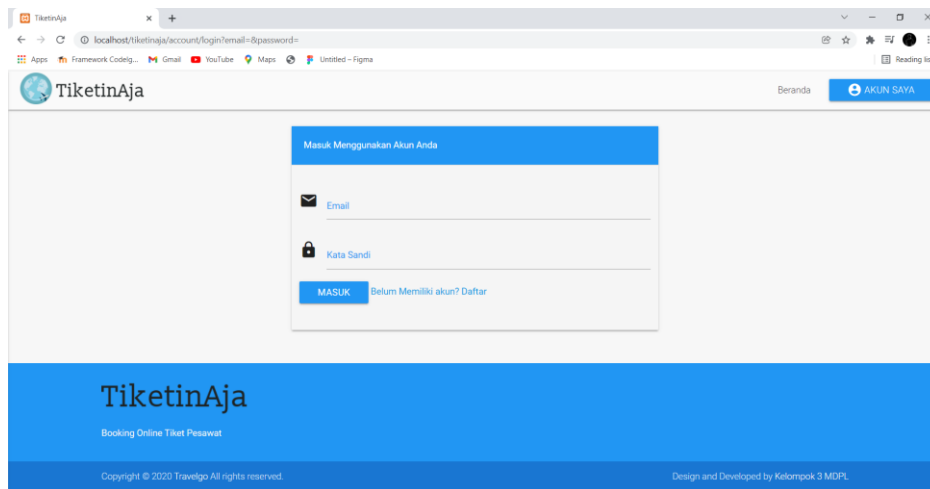 TiketinAja
localhost/tiketinaja/account/login?email=&password=
Apps Framework CodeIg... Gmail YouTube Maps Untitled – Figma Reading lis
TiketinAja Beranda AKUN SAYA
Masuk Menggunakan Akun Anda
Email
Kata Sandi
MASUK Belum Memiliki akun? Daftar
TiketinAja
Booking Online Tiket Pesawat
Copyright © 2020 Travelgo All rights reserved. Design and Developed by Kelompok 3 MDPL.